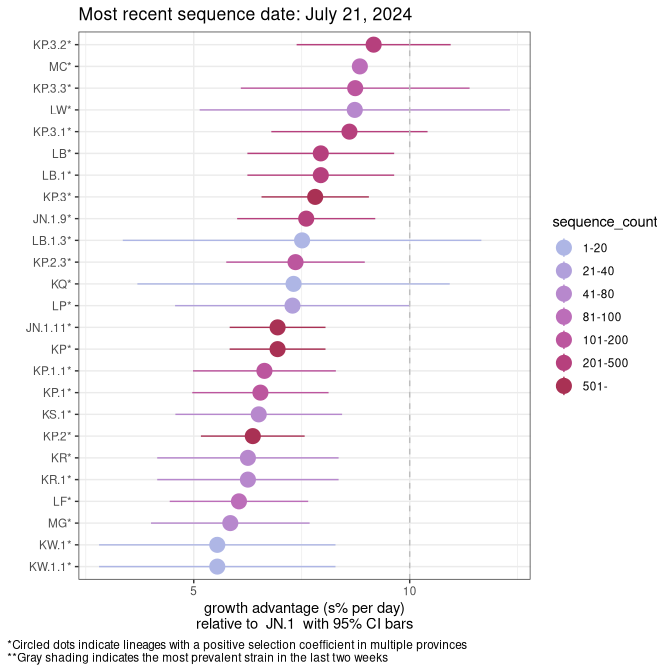 Most recent sequence date: July 21, 2024
KP.3.2*
MC*
KP.3.3*
LW*
KP.3.1*
LB*
LB.1*
KP.3*
JN.1.9*
LB.1.3*
KP.2.3*
KQ*
LP*
JN.1.11*
KP*
KP.1.1*
KP.1*
KS.1*
KP.2*
KR*
KR.1*
LF*
MG*
KW.1*
KW.1.1*
5 10
growth advantage (s% per day)
relative to JN.1 with 95% CI bars
sequence_count
1-20
21-40
41-80
81-100
101-200
201-500
501-
*Circled dots indicate lineages with a positive selection coefficient in multiple provinces
**Gray shading indicates the most prevalent strain in the last two weeks